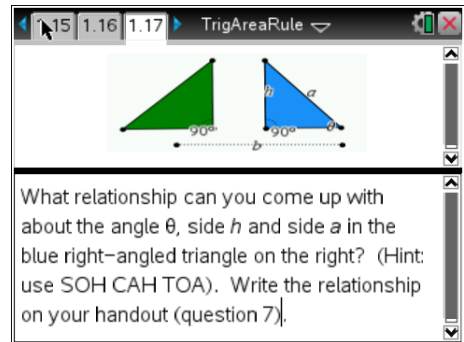 1.15 1.16 1.17 TrigAreaRule
h a
90° 90° θ
b
What relationship can you come up with
about the angle θ, side h and side a in the
blue right-angled triangle on the right? (Hint:
use SOH CAH TOA). Write the relationship
on your handout (question 7).